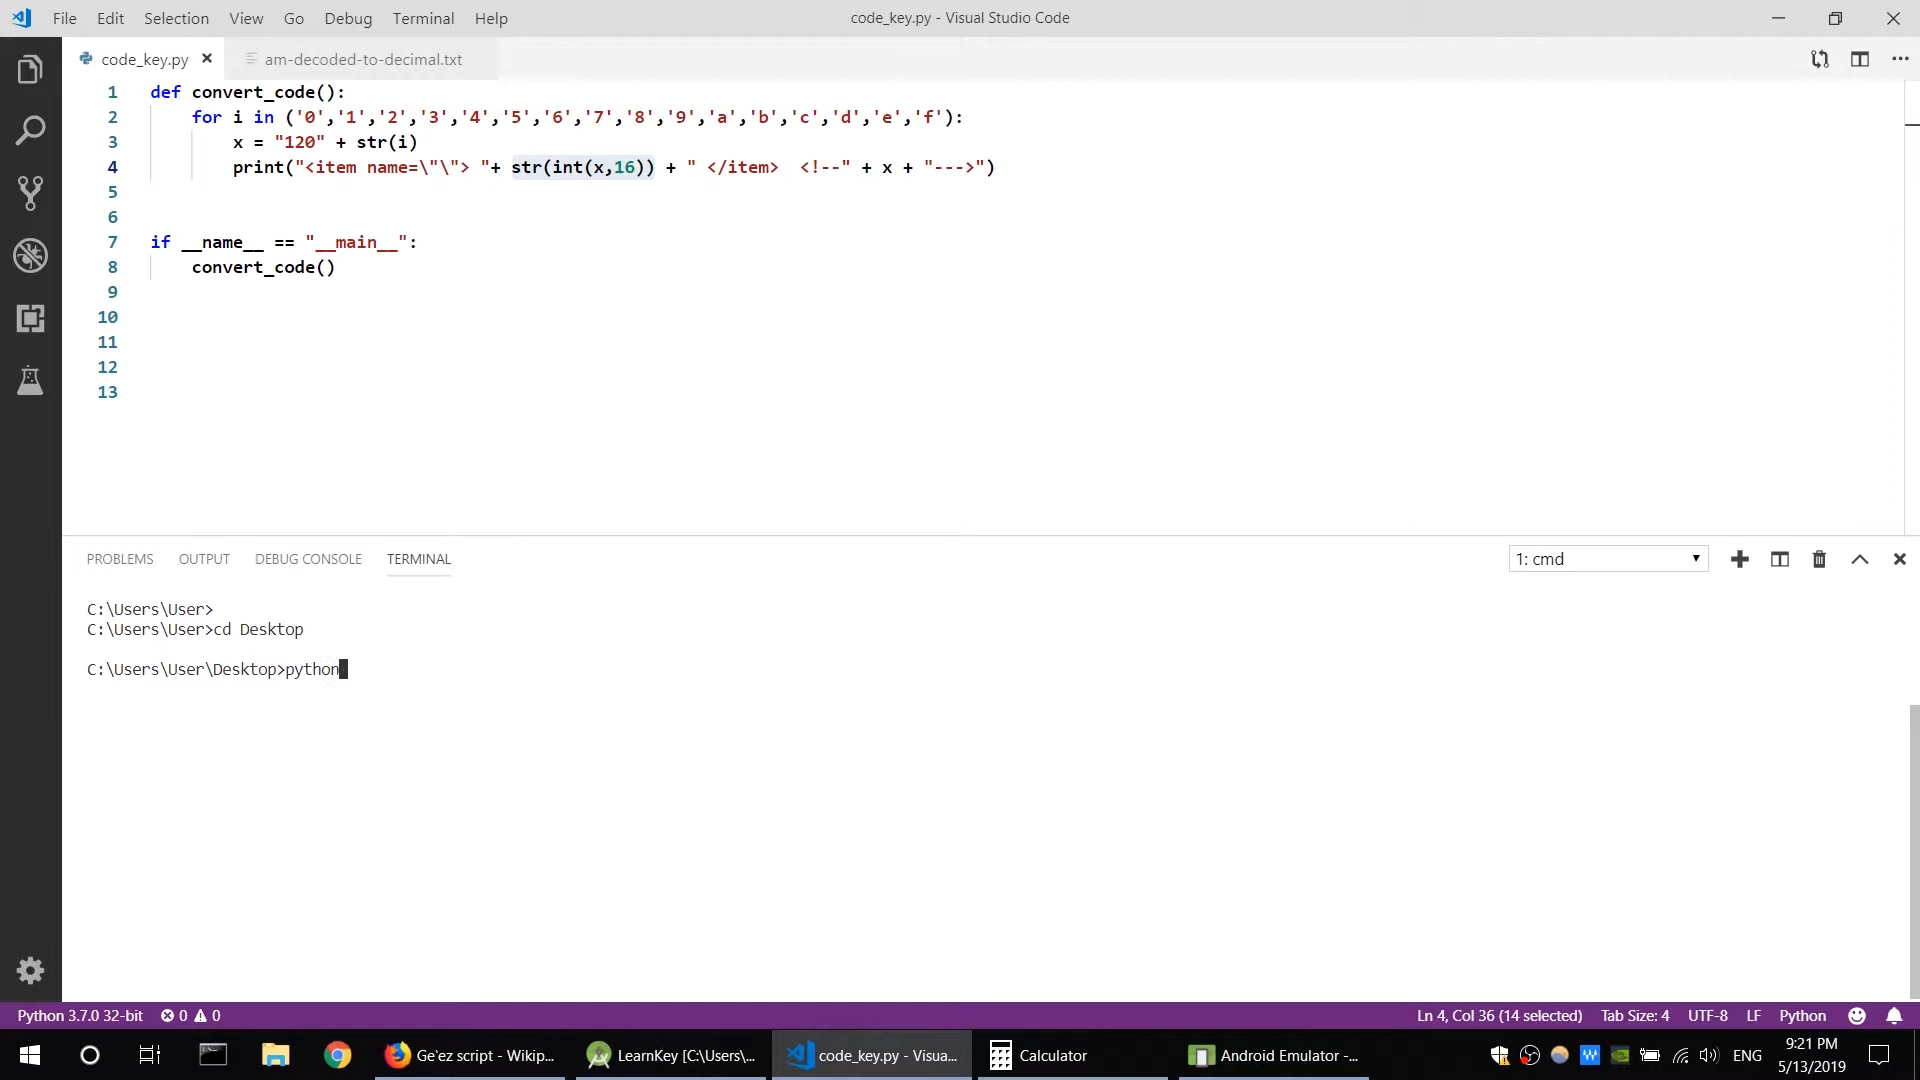 File Edit Selection View Go Debug Terminal Help
code_key.py - Visual Studio Code
code_key.py
am-decoded-to-decimal.txt
1 def convert_code():
2 for i in ('0','1','2','3','4','5','6','7','8','9','a','b','c','d','e','f'):
3 x = "120" + str(i)
4 print("<item name=\"\"> "+ str(int(x,16)) + " </item>  <!--" + x + "--->")
5
6
7 if __name__ == "__main__":
8 convert_code()
9
10
11
12
13
PROBLEMS OUTPUT DEBUG CONSOLE TERMINAL
1: cmd
C:\Users\User>
C:\Users\User>cd Desktop
C:\Users\User\Desktop>python
Python 3.7.0 32-bit 0 0
Ln 4, Col 36 (14 selected) Tab Size: 4 UTF-8 LF Python
Ge'ez script - Wikip...
LearnKey [C:\Users\...
code_key.py - Visua...
Calculator
Android Emulator -...
ENG
9:21 PM
5/13/2019